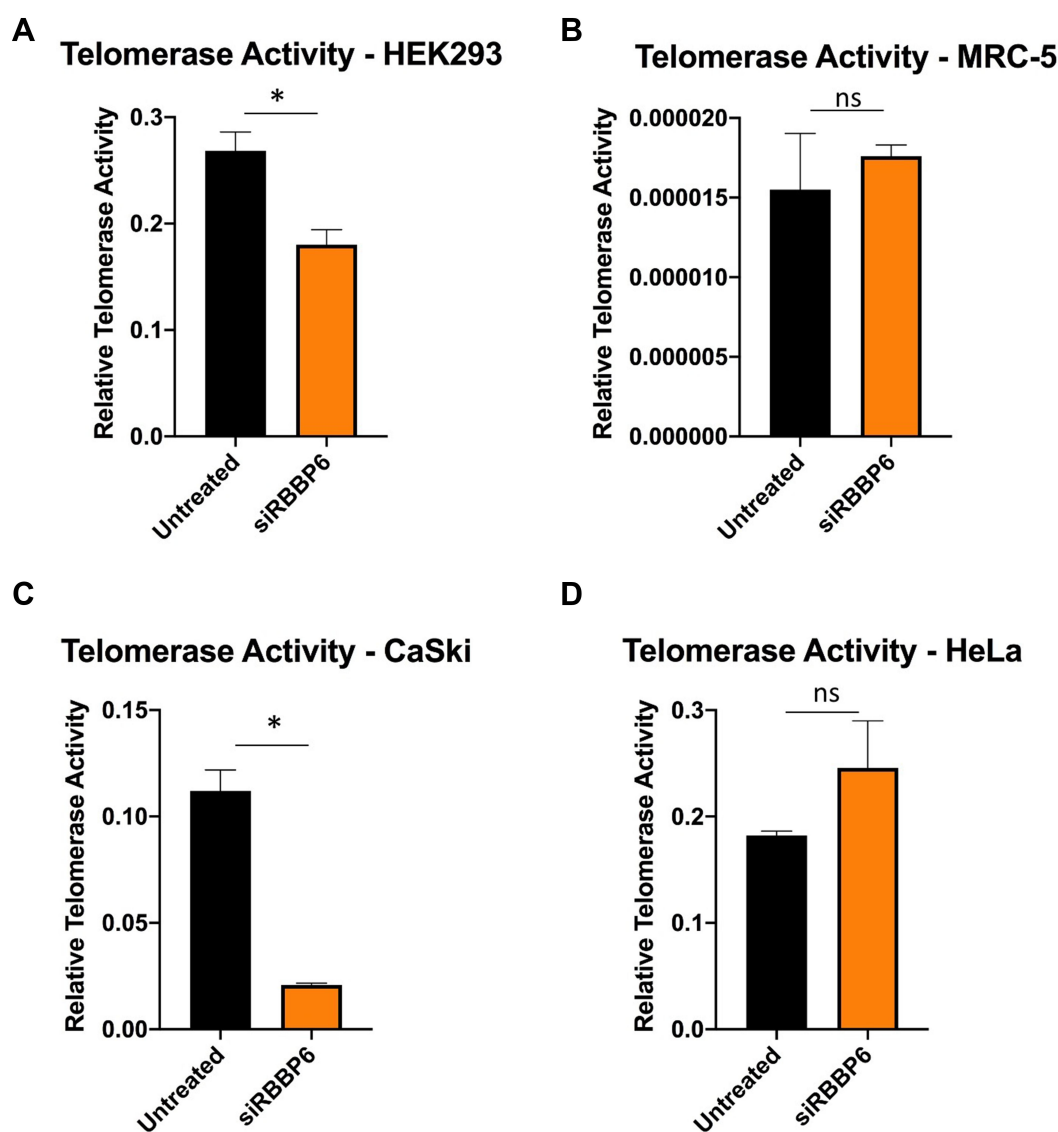 A
Telomerase Activity - HEK293
*
Relative Telomerase Activity
0.3
0.2
0.1
0.0
Untreated
siRBBP6
B
Telomerase Activity - MRC-5
ns
Relative Telomerase Activity
0.000020
0.000015
0.000010
0.000005
0.000000
Untreated
siRBBP6
C
Telomerase Activity - CaSki
*
Relative Telomerase Activity
0.15
0.10
0.05
0.00
Untreated
siRBBP6
D
Telomerase Activity - HeLa
ns
Relative Telomerase Activity
0.3
0.2
0.1
0.0
Untreated
siRBBP6